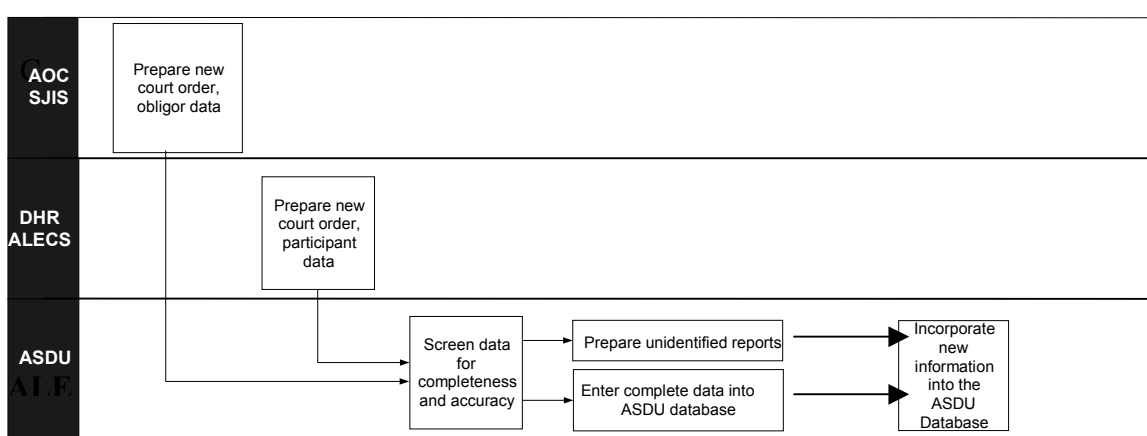 AOC
SJIS
Prepare new
court order,
obligor data
DHR
ALECS
Prepare new
court order,
participant
data
ASDU
Screen data
for
completeness
and accuracy
Prepare unidentified reports
Enter complete data into
ASDU database
Incorporate
new
information
into the
ASDU
Database